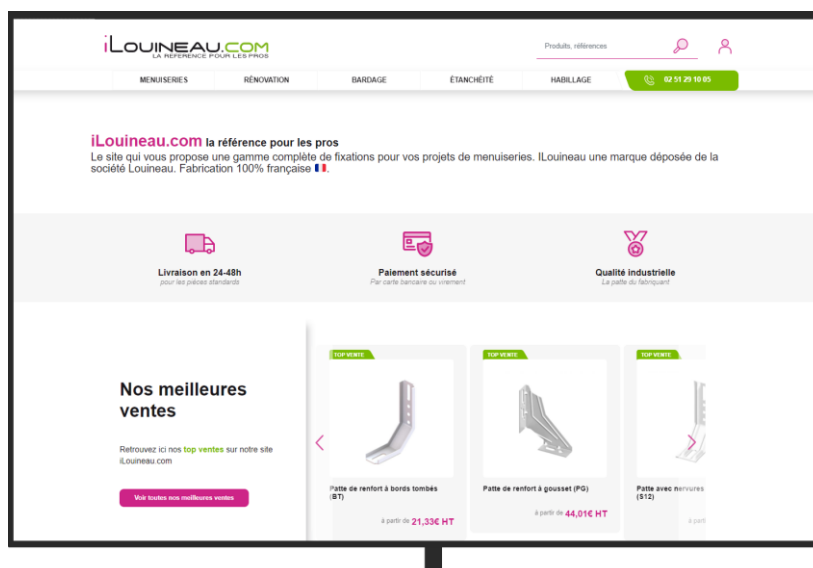 iLOUINEAU.COM
LA REFERENCE POUR LES PROS
Produits, références
MENUISERIES RÉNOVATION BARDAGE ÉTANCHÉITÉ HABILLAGE 02 51 29 10 05
iLouineau.com la référence pour les pros
Le site qui vous propose une gamme complète de fixations pour vos projets de menuiseries. ILouineau une marque déposée de la
société Louineau. Fabrication 100% française 🇫🇷.
Livraison en 24-48h
pour les pièces standards
Paiement sécurisé
Par carte bancaire ou virement
Qualité industrielle
La patte du fabriquant
Nos meilleures
ventes
Retrouvez ici nos top ventes sur notre site
iLouineau.com
Voir toutes nos meilleures ventes
TOP VENTE
Patte de renfort à bords tombés
(BT)
à partir de 21,33€ HT
TOP VENTE
Patte de renfort à gousset (PG)
à partir de 44,01€ HT
TOP VENTE
Patte avec nervures
(S12)